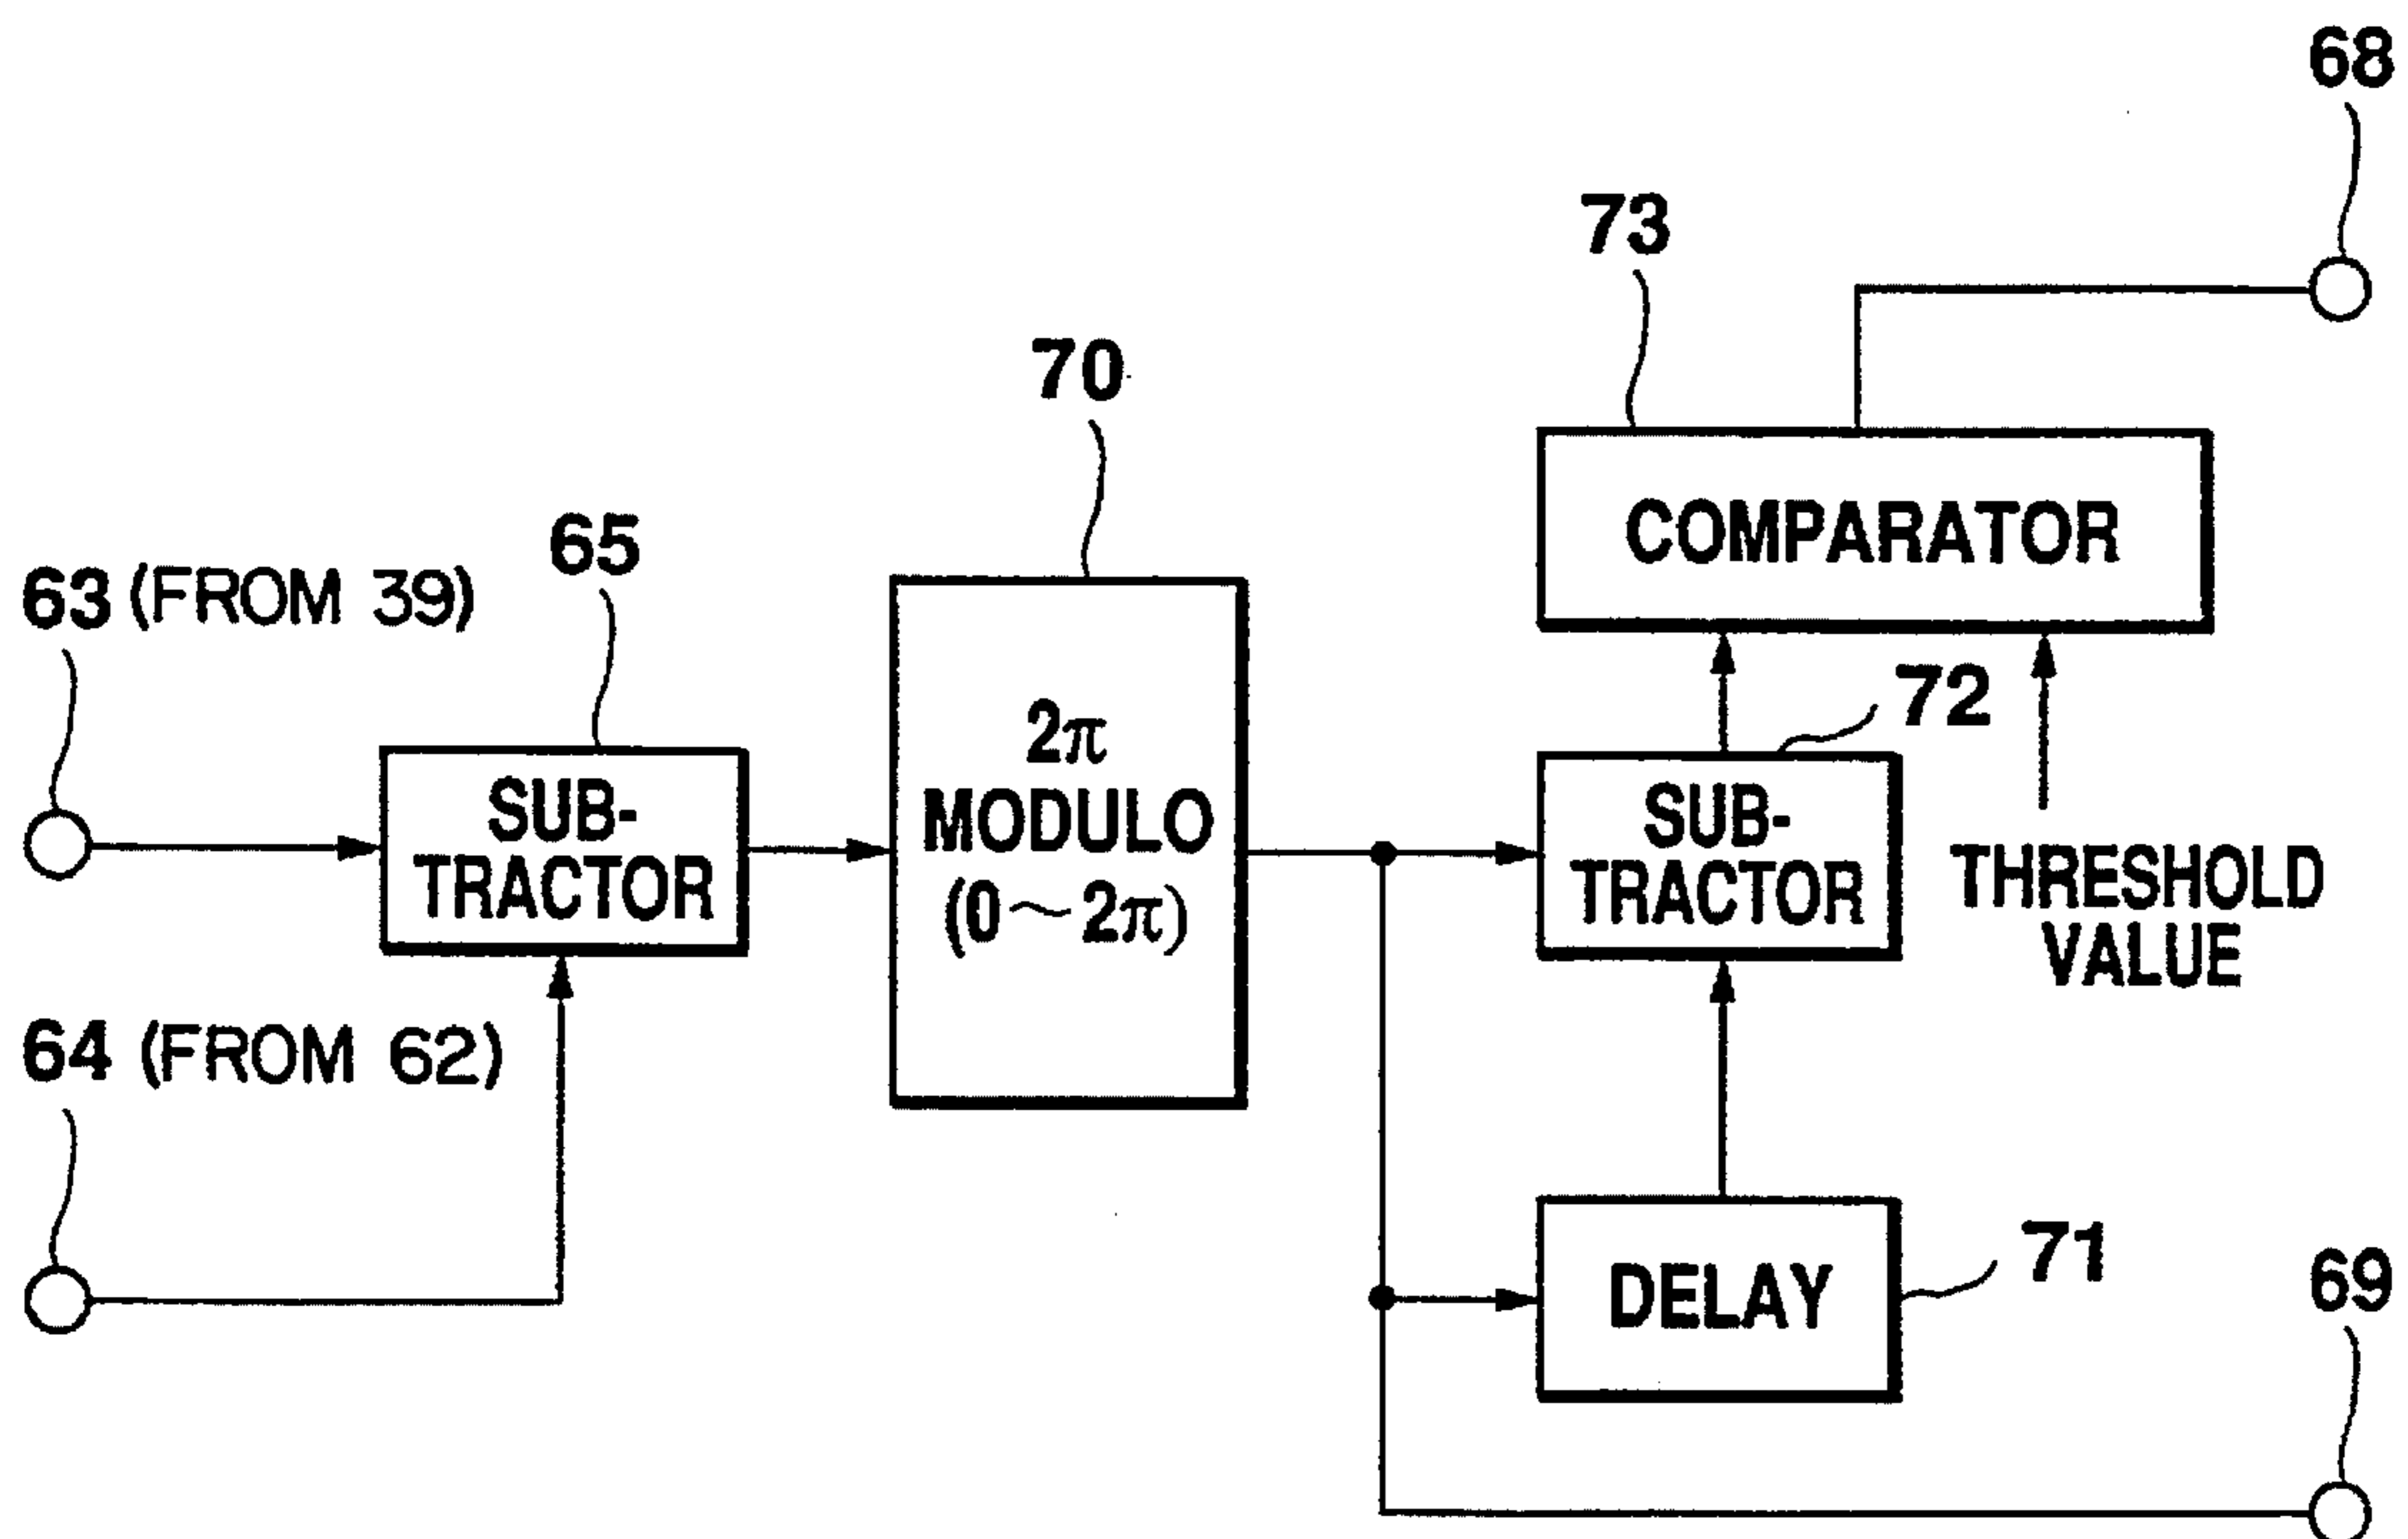 68
73
70
65
63 (FROM 39)
COMPARATOR
72
2π
MODULO
(0～2π)
SUB-
TRACTOR
SUB-
TRACTOR
THRESHOLD
VALUE
64 (FROM 62)
71
69
DELAY